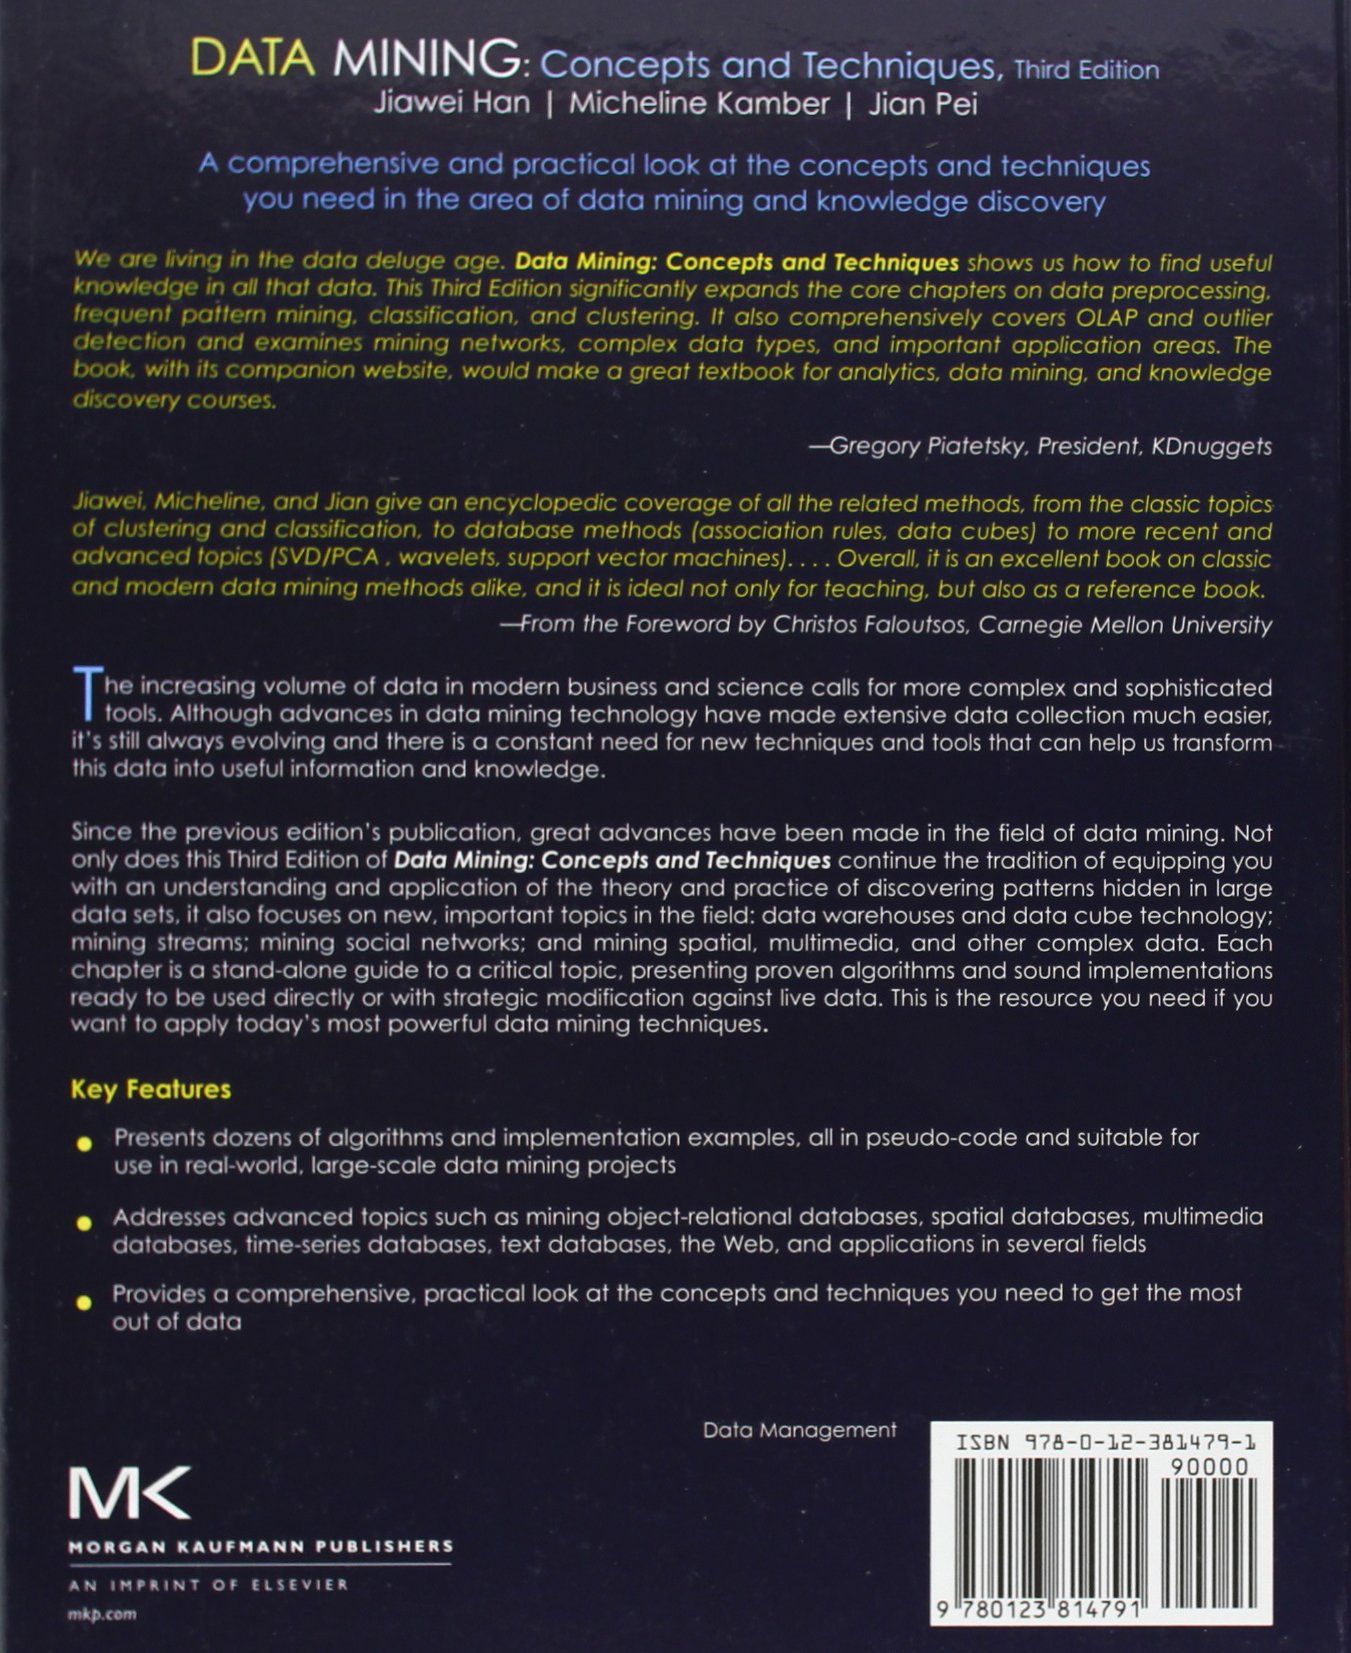 DATA MINING: Concepts and Techniques, Third Edition
Jiawei Han | Micheline Kamber | Jian Pei
A comprehensive and practical look at the concepts and techniques
you need in the area of data mining and knowledge discovery
We are living in the data deluge age. Data Mining: Concepts and Techniques shows us how to find useful
knowledge in all that data. This Third Edition significantly expands the core chapters on data preprocessing,
frequent pattern mining, classification, and clustering. It also comprehensively covers OLAP and outlier
detection and examines mining networks, complex data types, and important application areas. The
book, with its companion website, would make a great textbook for analytics, data mining, and knowledge
discovery courses.
—Gregory Piatetsky, President, KDnuggets
Jiawei, Micheline, and Jian give an encyclopedic coverage of all the related methods, from the classic topics
of clustering and classification, to database methods (association rules, data cubes) to more recent and
advanced topics (SVD/PCA , wavelets, support vector machines). . . . Overall, it is an excellent book on classic
and modern data mining methods alike, and it is ideal not only for teaching, but also as a reference book.
—From the Foreword by Christos Faloutsos, Carnegie Mellon University
The increasing volume of data in modern business and science calls for more complex and sophisticated
tools. Although advances in data mining technology have made extensive data collection much easier,
it's still always evolving and there is a constant need for new techniques and tools that can help us transform
this data into useful information and knowledge.
Since the previous edition's publication, great advances have been made in the field of data mining. Not
only does this Third Edition of Data Mining: Concepts and Techniques continue the tradition of equipping you
with an understanding and application of the theory and practice of discovering patterns hidden in large
data sets, it also focuses on new, important topics in the field: data warehouses and data cube technology;
mining streams; mining social networks; and mining spatial, multimedia, and other complex data. Each
chapter is a stand-alone guide to a critical topic, presenting proven algorithms and sound implementations
ready to be used directly or with strategic modification against live data. This is the resource you need if you
want to apply today's most powerful data mining techniques.
Key Features
● Presents dozens of algorithms and implementation examples, all in pseudo-code and suitable for
use in real-world, large-scale data mining projects
● Addresses advanced topics such as mining object-relational databases, spatial databases, multimedia
databases, time-series databases, text databases, the Web, and applications in several fields
● Provides a comprehensive, practical look at the concepts and techniques you need to get the most
out of data
Data Management
ISBN 978-0-12-381479-1
90000
9 780123 814791
MK
MORGAN KAUFMANN PUBLISHERS
AN IMPRINT OF ELSEVIER
mkp.com